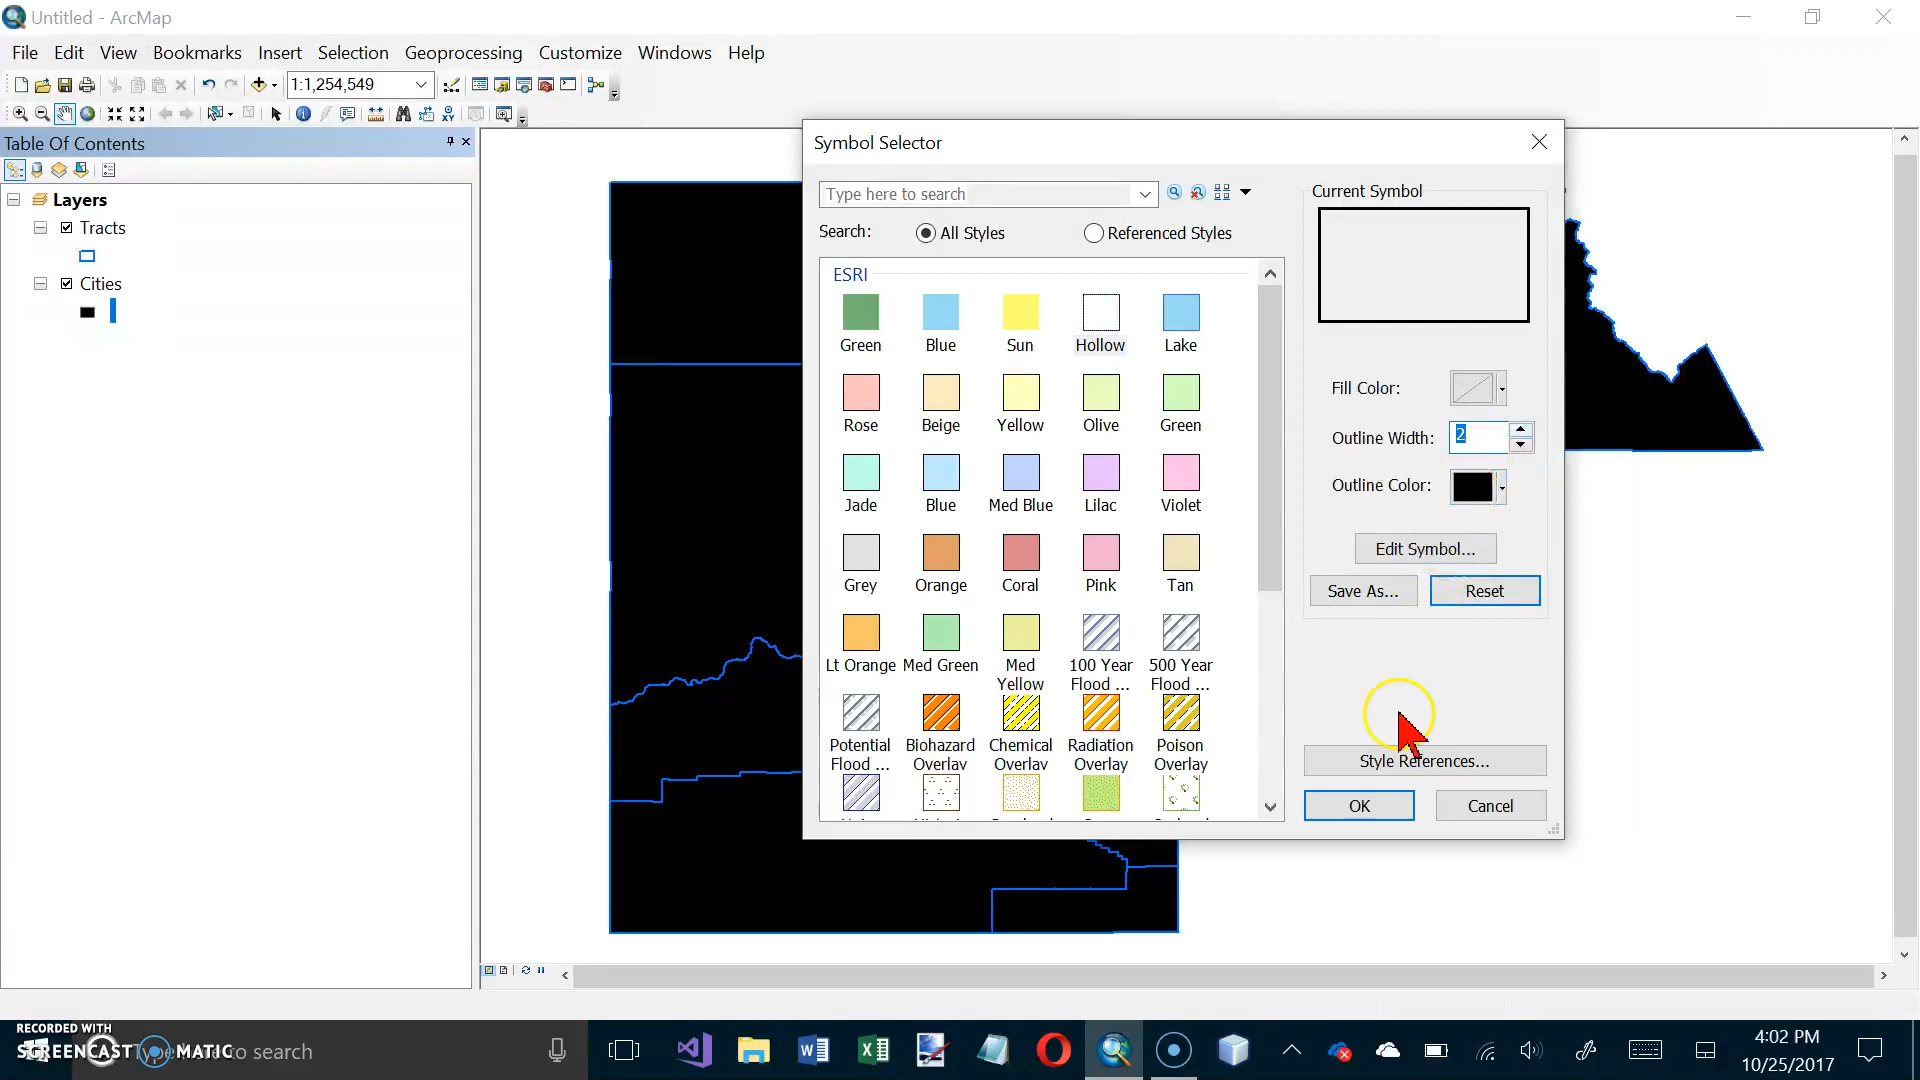 Untitled - ArcMap
File Edit View Bookmarks Insert Selection Geoprocessing Customize Windows Help
1:1,254,549
Table Of Contents
Layers
Tracts
Cities
Symbol Selector
Type here to search
Search: All Styles Referenced Styles
ESRI
Green Blue Sun Hollow Lake
Rose Beige Yellow Olive Green
Jade Blue Med Blue Lilac Violet
Grey Orange Coral Pink Tan
Lt Orange Med Green Med Yellow 100 Year Flood ... 500 Year Flood ...
Potential Flood ... Biohazard Overlay Chemical Overlay Radiation Overlay Poison Overlay
Current Symbol
Fill Color:
Outline Width: 2
Outline Color:
Edit Symbol...
Save As... Reset
Style References...
OK Cancel
RECORDED WITH
SCREENCAST MATIC
here to search
4:02 PM
10/25/2017